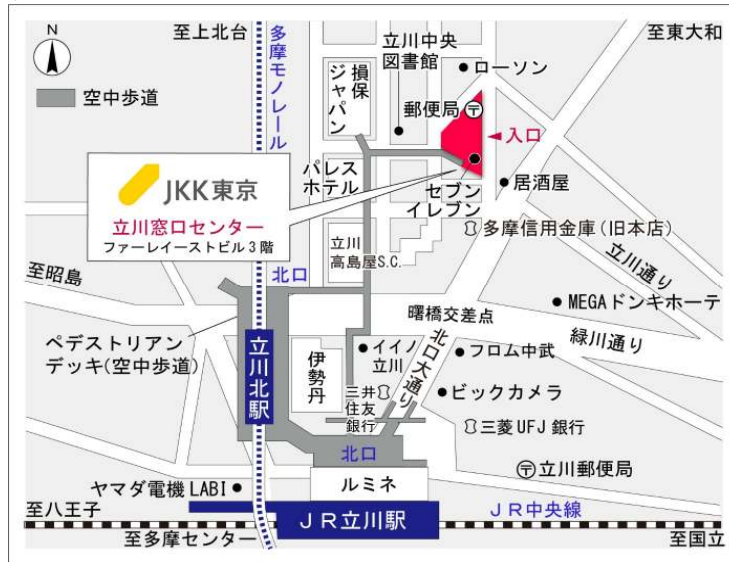 N
至上北台
至東大和
空中歩道
多摩モノレール
損保
ジャパン
立川中央
図書館
ローソン
郵便局
入口
JKK東京
立川窓口センター
ファーレイーストビル3階
パレス
ホテル
セブン
イレブン
居酒屋
多摩信用金庫(旧本店)
立川
高島屋S.C.
立川通り
至昭島
北口
MEGAドンキホーテ
曙橋交差点
緑川通り
ペデストリアン
デッキ(空中歩道)
立川北駅
伊勢丹
イイノ
立川
北口大通り
フロム中武
三井
住友
銀行
ビックカメラ
三菱UFJ銀行
北口
立川郵便局
ヤマダ電機LABI
ルミネ
至八王子
JR立川駅
JR中央線
至多摩センター
至国立